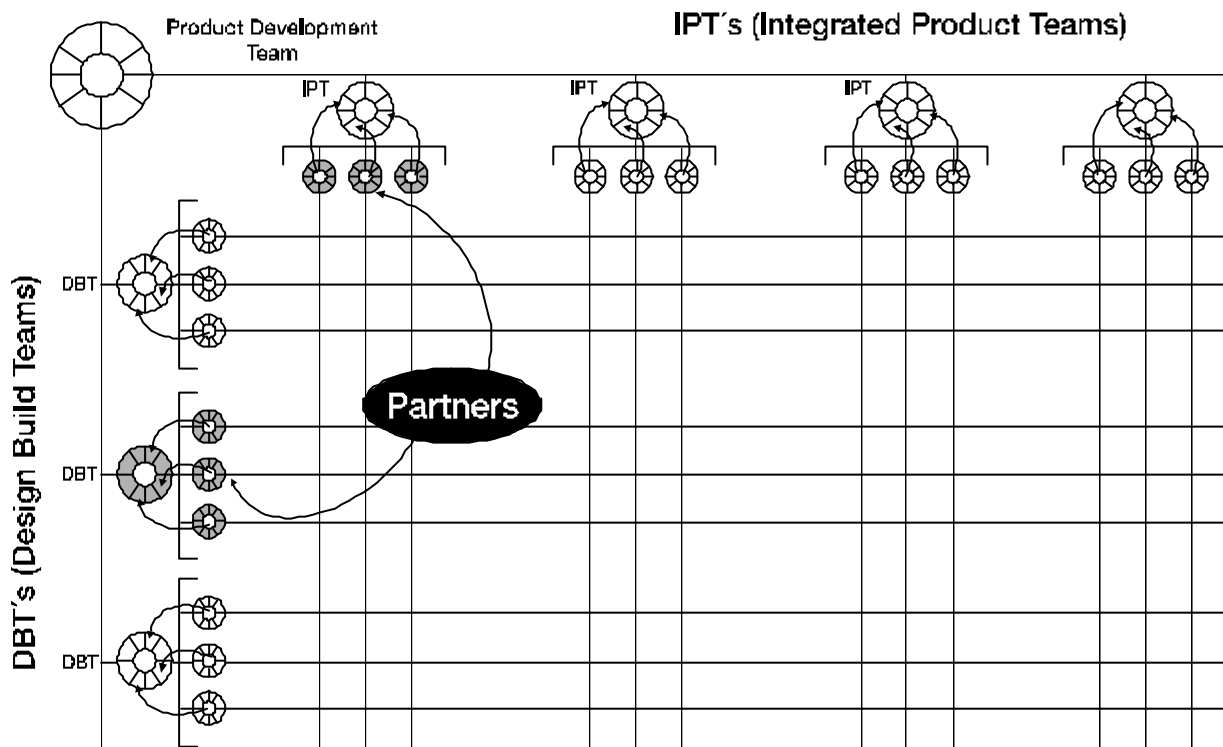 Product Development
Team
IPT´s (Integrated Product Teams)
IPT
IPT
IPT
DBT´s (Design Build Teams)
DBT
Partners
DBT
DBT